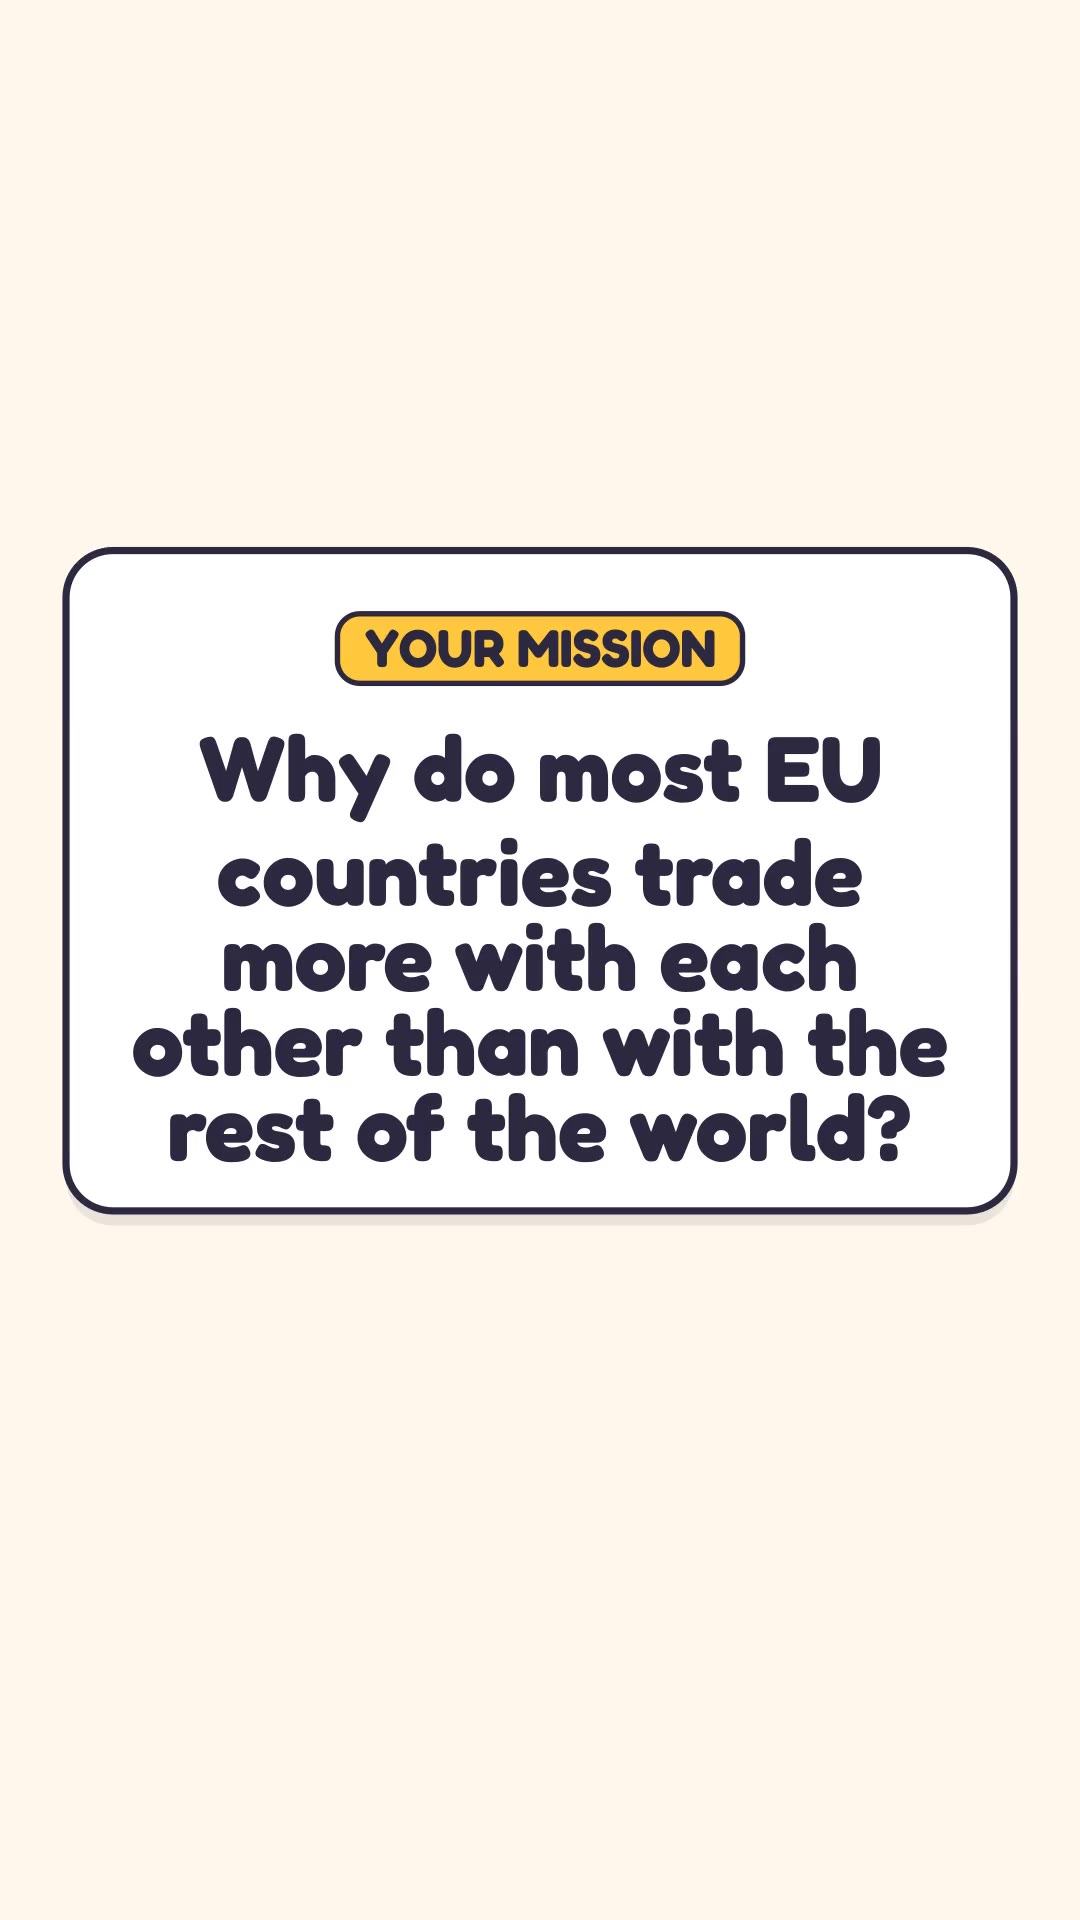 YOUR MISSION
Why do most EU
countries trade
more with each
other than with the
rest of the world?